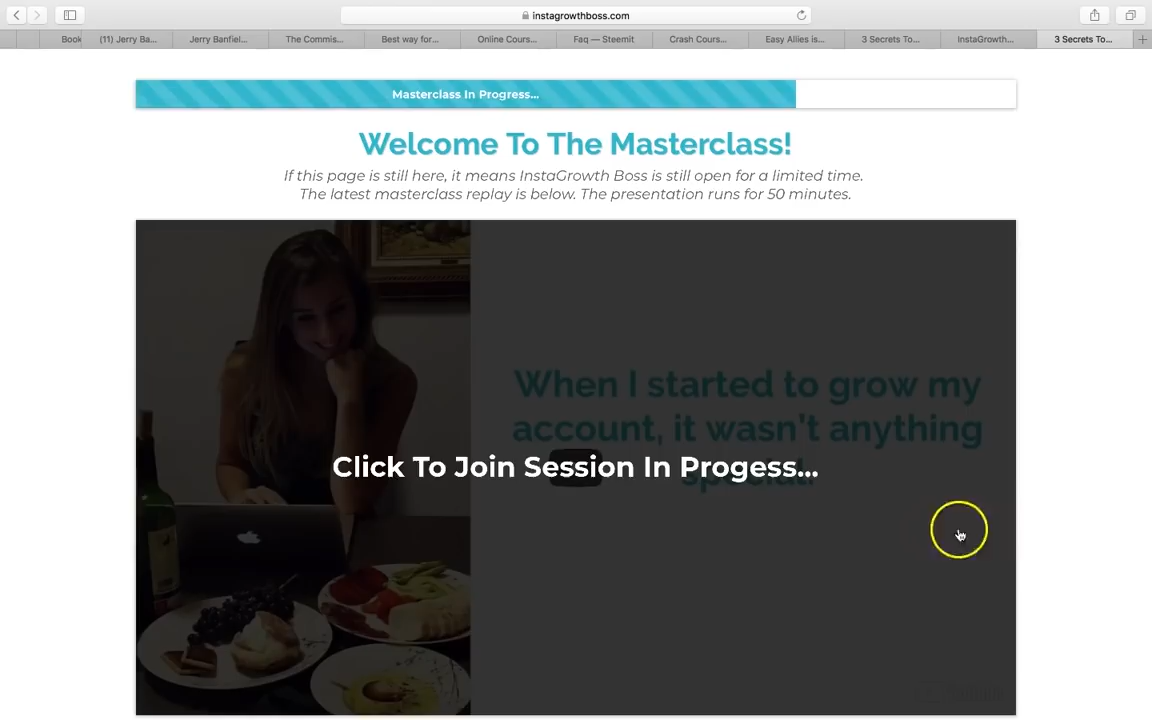 instagrowthboss.com
Book
(11) Jerry Ba...
Jerry Banfiel...
The Commis...
Best way for...
Online Cours...
Faq — Steemit
Crash Cours...
Easy Allies is...
3 Secrets To...
InstaGrowth...
3 Secrets To...
Masterclass In Progress...
Welcome To The Masterclass!
If this page is still here, it means InstaGrowth Boss is still open for a limited time.
The latest masterclass replay is below. The presentation runs for 50 minutes.
When I started to grow my
account, it wasn't anything
special!
Click To Join Session In Progess...